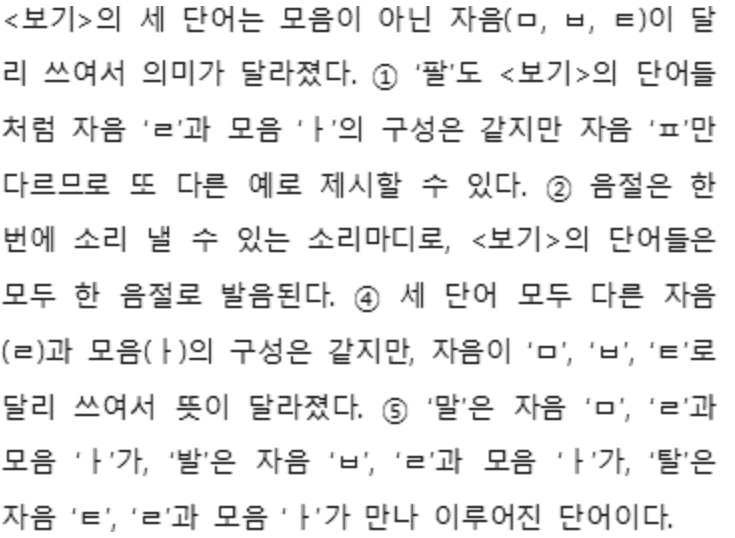 <보기>의 세 단어는 모음이 아닌 자음(ㅁ, ㅂ, ㅌ)이 달
리 쓰여서 의미가 달라졌다. ① ‘팔’도 <보기>의 단어들
처럼 자음 ‘ㄹ’과 모음 ‘ㅏ’의 구성은 같지만 자음 ‘ㅍ’만
다르므로 또 다른 예로 제시할 수 있다. ② 음절은 한
번에 소리 낼 수 있는 소리마디로, <보기>의 단어들은
모두 한 음절로 발음된다. ④ 세 단어 모두 다른 자음
(ㄹ)과 모음(ㅏ)의 구성은 같지만, 자음이 ‘ㅁ’, ‘ㅂ’, ‘ㅌ’로
달리 쓰여서 뜻이 달라졌다. ⑤ ‘말’은 자음 ‘ㅁ’, ‘ㄹ’과
모음 ‘ㅏ’가, ‘발’은 자음 ‘ㅂ’, ‘ㄹ’과 모음 ‘ㅏ’가, ‘탈’은
자음 ‘ㅌ’, ‘ㄹ’과 모음 ‘ㅏ’가 만나 이루어진 단어이다.